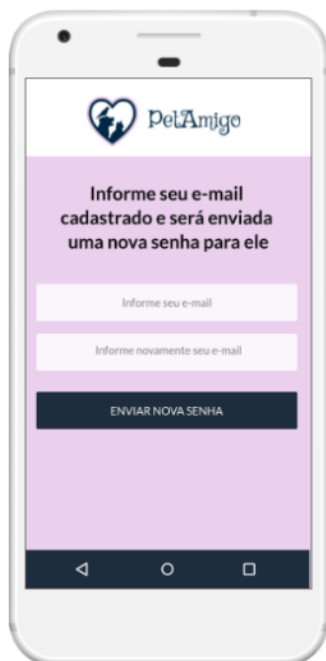 PetAmigo
Informe seu e-mail
cadastrado e será enviada
uma nova senha para ele
Informe seu e-mail
Informe novamente seu e-mail
ENVIAR NOVA SENHA